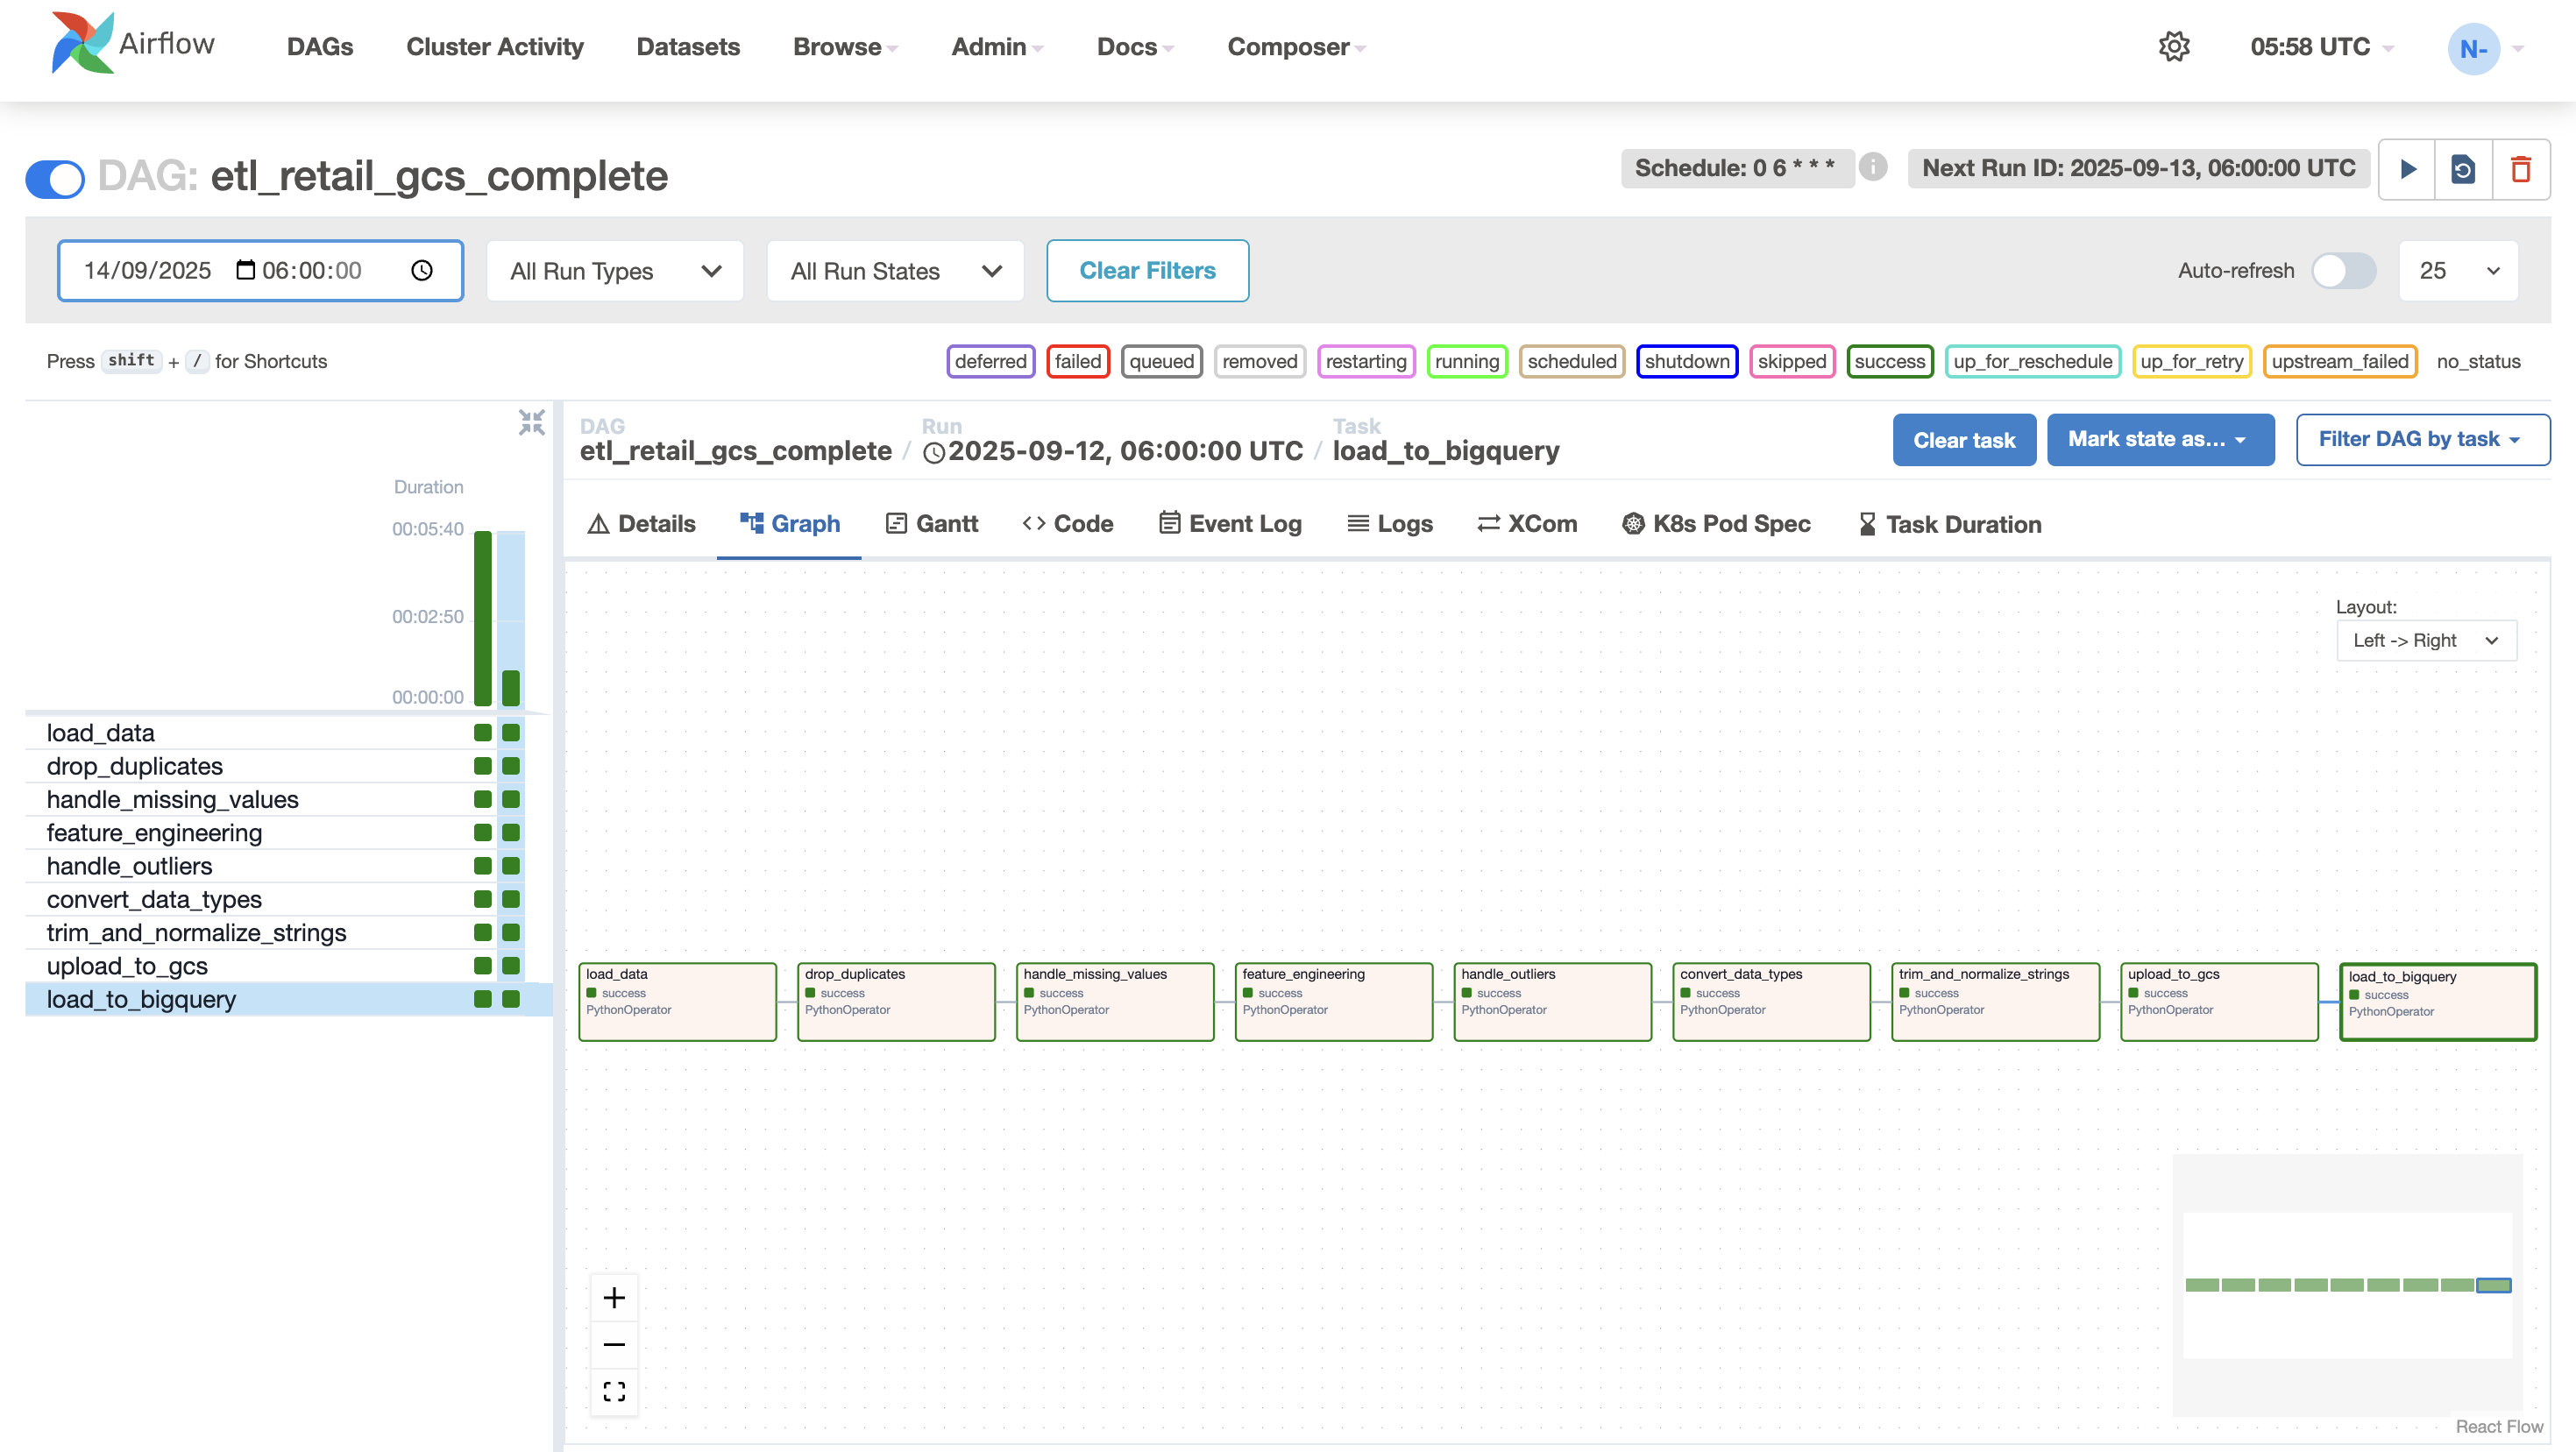 Airflow
DAGs Cluster Activity Datasets Browse Admin Docs Composer
05:58 UTC
N-
DAG: etl_retail_gcs_complete
Schedule: 0 6 * * *
Next Run ID: 2025-09-13, 06:00:00 UTC
14/09/2025 06:00:00
All Run Types
All Run States
Clear Filters
Auto-refresh
25
Press shift + / for Shortcuts
deferred failed queued removed restarting running scheduled shutdown skipped success up_for_reschedule up_for_retry upstream_failed no_status
DAG
etl_retail_gcs_complete /
Run
2025-09-12, 06:00:00 UTC /
Task
load_to_bigquery
Clear task
Mark state as...
Filter DAG by task
Duration
00:05:40
00:02:50
00:00:00
load_data
drop_duplicates
handle_missing_values
feature_engineering
handle_outliers
convert_data_types
trim_and_normalize_strings
upload_to_gcs
load_to_bigquery
Details Graph Gantt Code Event Log Logs XCom K8s Pod Spec Task Duration
Layout:
Left -> Right
load_data
success
PythonOperator
drop_duplicates
success
PythonOperator
handle_missing_values
success
PythonOperator
feature_engineering
success
PythonOperator
handle_outliers
success
PythonOperator
convert_data_types
success
PythonOperator
trim_and_normalize_strings
success
PythonOperator
upload_to_gcs
success
PythonOperator
load_to_bigquery
success
PythonOperator
React Flow